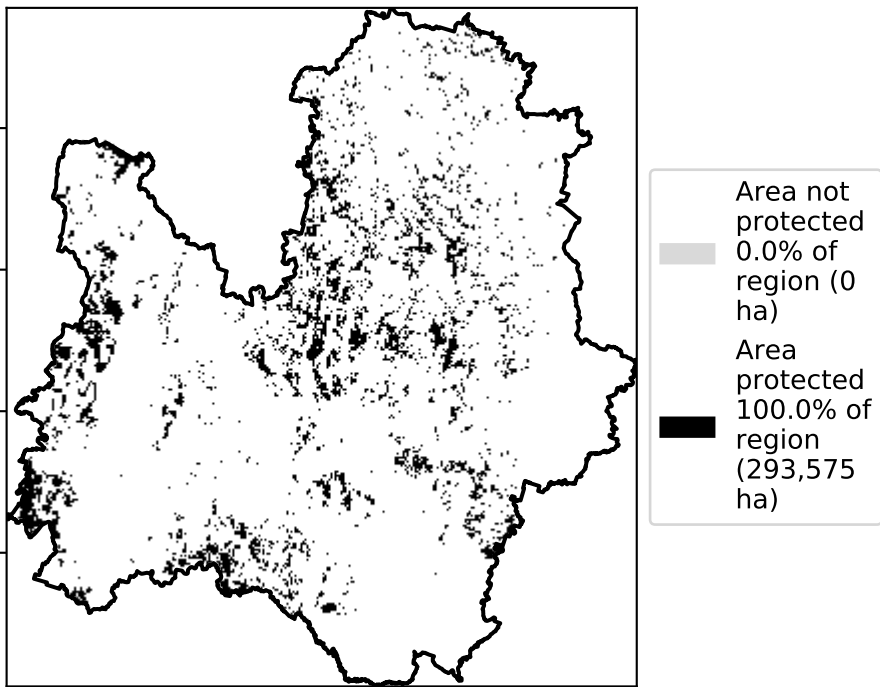 Area not
protected
0.0% of
region (0
ha)
Area
protected
100.0% of
region
(293,575
ha)